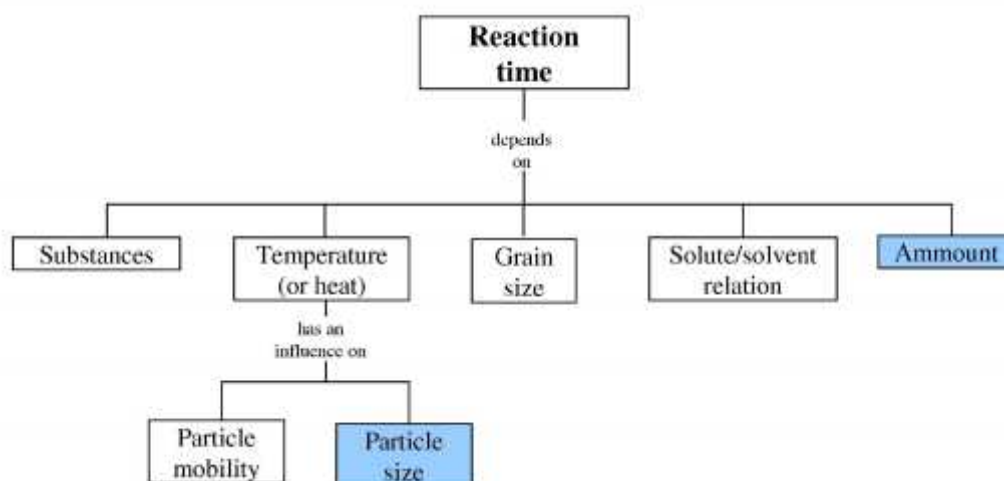 Reaction
time
depends
on
Substances
Temperature
(or heat)
Grain
size
Solute/solvent
relation
Ammount
has an
influence on
Particle
mobility
Particle
size